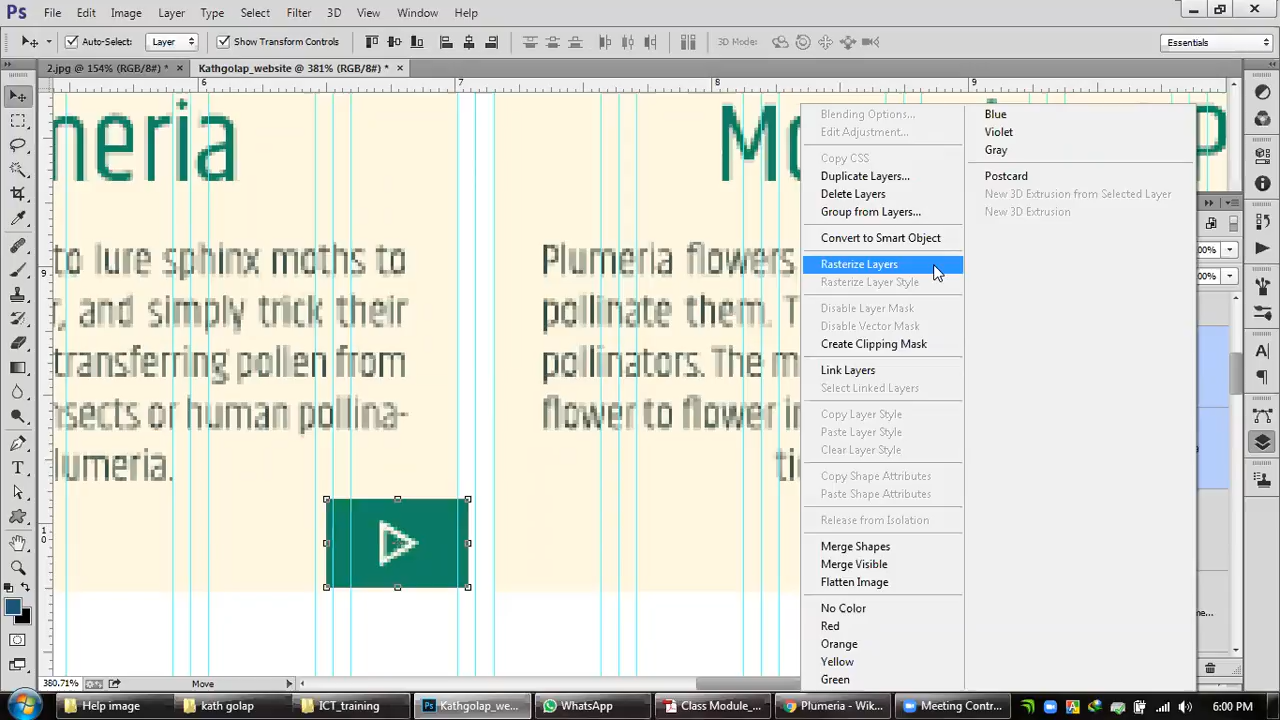 Ps File Edit Image Layer Type Select Filter 3D View Window Help
Auto-Select: Layer Show Transform Controls 3D Mode: Essentials
2.jpg @ 154% (RGB/8#) * × Kathgolap_website @ 381% (RGB/8#) * ×
6 7 8 9
meria
to lure sphinx moths to
r, and simply trick their
transferring pollen from
nsects or human pollina-
lumeria.
Plumeria flowers
pollinate them. T
pollinators. The m
flower to flower in
tic
Blending Options...
Edit Adjustment...
Copy CSS
Duplicate Layers...
Delete Layers
Group from Layers...
Convert to Smart Object
Rasterize Layers
Rasterize Layer Style
Disable Layer Mask
Disable Vector Mask
Create Clipping Mask
Link Layers
Select Linked Layers
Copy Layer Style
Paste Layer Style
Clear Layer Style
Copy Shape Attributes
Paste Shape Attributes
Release from Isolation
Merge Shapes
Merge Visible
Flatten Image
No Color
Red
Orange
Yellow
Green
Blue
Violet
Gray
Postcard
New 3D Extrusion from Selected Layer
New 3D Extrusion
380.71% Move
Help image kath golap ICT_training Kathgolap_we... WhatsApp Class Module_... Plumeria - Wik... Meeting Contr... 6:00 PM